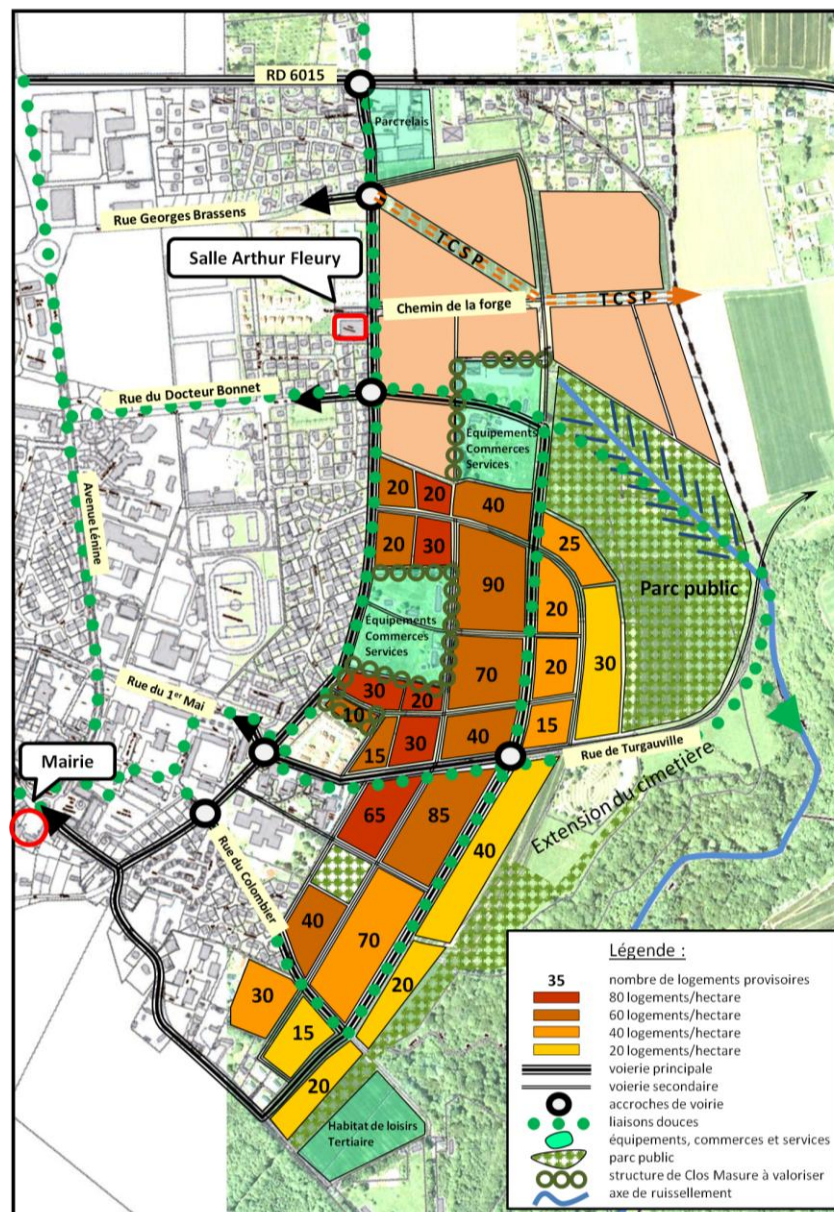 RD 6015
Parc relais
Rue Georges Brassens
TCSP
Salle Arthur Fleury
TCSP
Chemin de la forge
Rue du Docteur Bonnet
Équipements
Commerces
Services
Avenue Lénine
20
20
40
20
30
25
90
20
Parc public
Équipements
Commerces
Services
30
20
70
20
30
10
Rue du 1er Mai
15
30
40
15
Mairie
Rue de Turgauville
Extension du cimetière
65
85
40
Rue du Colombier
40
70
30
15
20
20
Habitat de loisirs
Tertiaire
Légende :
35 nombre de logements provisoires
80 logements/hectare
60 logements/hectare
40 logements/hectare
20 logements/hectare
voierie principale
voierie secondaire
accroches de voirie
liaisons douces
équipements, commerces et services
parc public
structure de Clos Masure à valoriser
axe de ruissellement